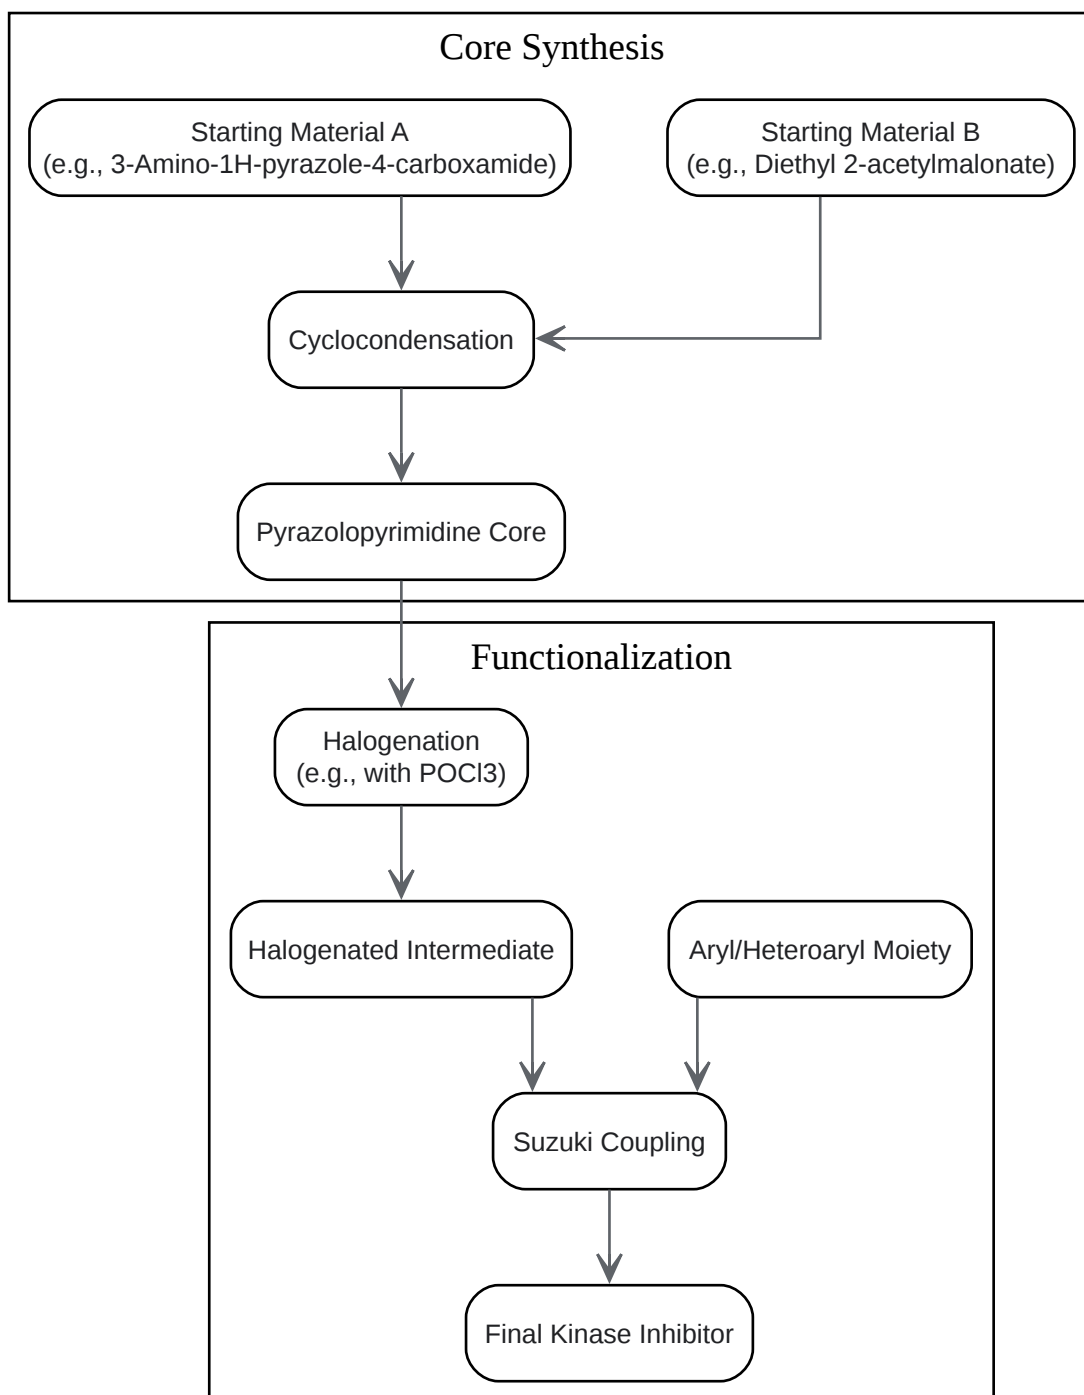 Core Synthesis
Starting Material A
(e.g., 3-Amino-1H-pyrazole-4-carboxamide)
Starting Material B
(e.g., Diethyl 2-acetylmalonate)
Cyclocondensation
Pyrazolopyrimidine Core
Functionalization
Halogenation
(e.g., with POCl3)
Halogenated Intermediate
Aryl/Heteroaryl Moiety
Suzuki Coupling
Final Kinase Inhibitor